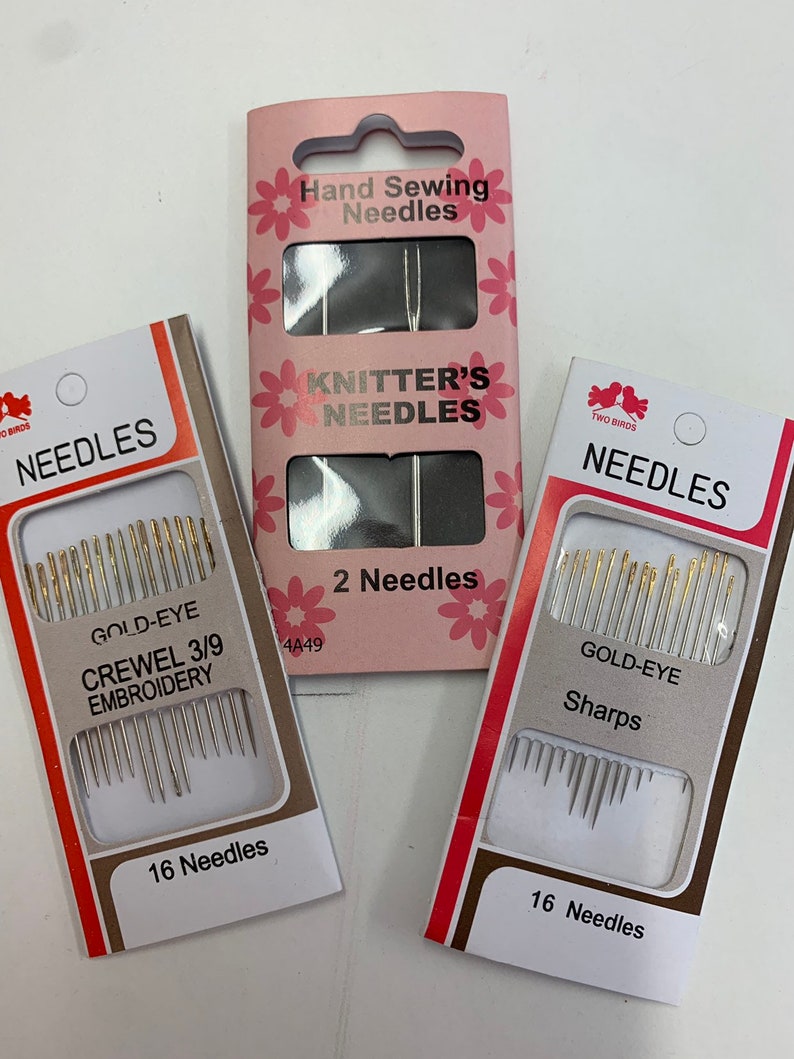 Hand Sewing
Needles
KNITTER'S
NEEDLES
2 Needles
4A49
TWO BIRDS
NEEDLES
GOLD-EYE
CREWEL 3/9
EMBROIDERY
16 Needles
TWO BIRDS
NEEDLES
GOLD-EYE
Sharps
16 Needles